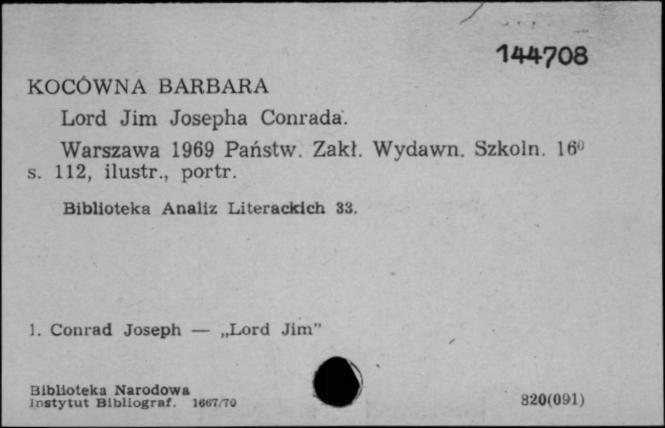 144708
KOCÓWNA BARBARA
Lord Jim Josepha Conrada.
Warszawa 1969 Państw. Zakł. Wydawn. Szkoln. 16⁰
s. 112, ilustr., portr.
Biblioteka Analiz Literackich 33.
1. Conrad Joseph — „Lord Jim”
Biblioteka Narodowa
Instytut Bibliograf. 1667/70
820(091)